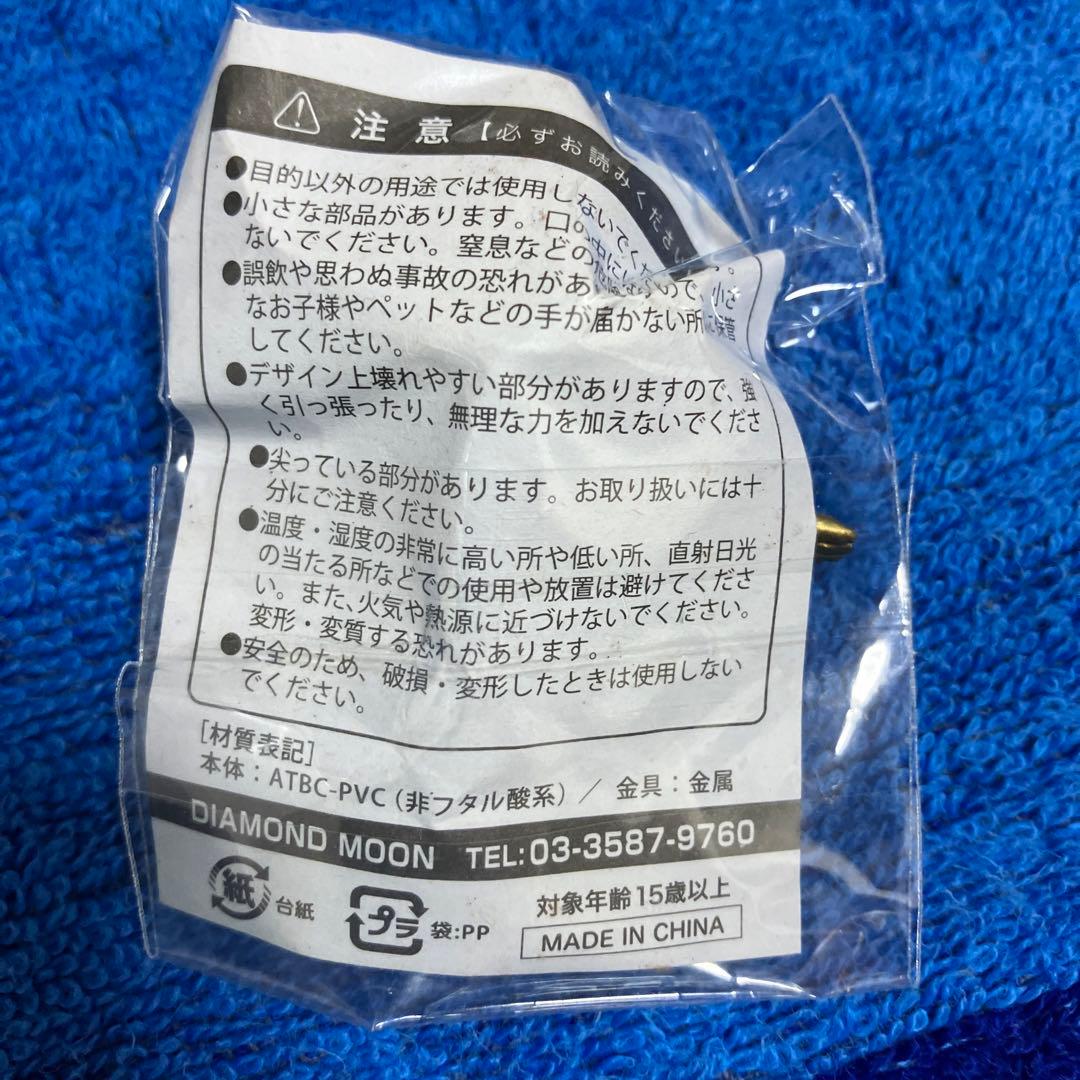 注意【必ずお読みください
●目的以外の用途では使用しないでく
●小さな部品があります。口の中に
ないでください。窒息などの
●誤飲や思わぬ事故の恐れがあ ので、小さ
なお子様やペットなどの手が届かない所に保管
してください。
●デザイン上壊れやすい部分がありますので、強
く引っ張ったり、無理な力を加えないでくださ
い。
●尖っている部分があります。お取り扱いには十
分にご注意ください。
●温度・湿度の非常に高い所や低い所、直射日光
の当たる所などでの使用や放置は避けてくださ
い。また、火気や熱源に近づけないでください。
変形・変質する恐れがあります。
●安全のため、破損・変形したときは使用しない
でください。
[材質表記]
本体：ATBC-PVC（非フタル酸系）／ 金具：金属
DIAMOND MOON TEL:03-3587-9760
紙 台紙
プラ 袋:PP
対象年齢15歳以上
MADE IN CHINA